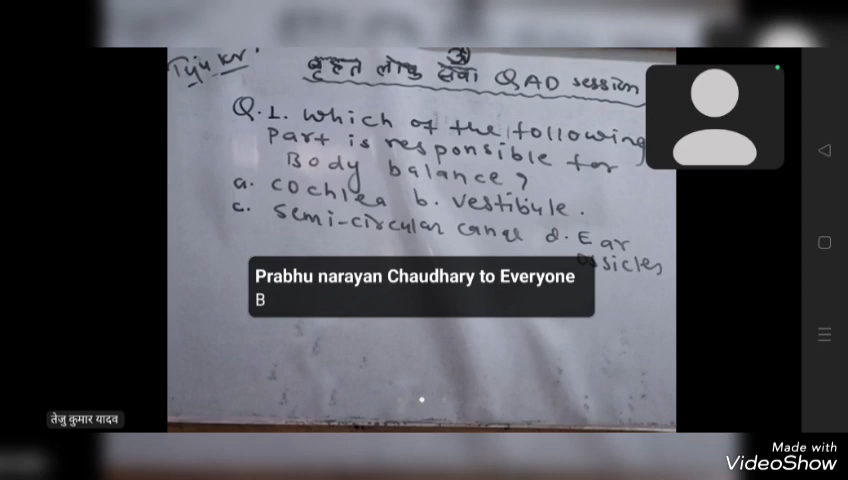 Tyju kr.
बृहत लोक सेवा QAD session
Q.1. Which of the following
Part is responsible for
Body balance?
a. cochlea b. vestibule.
c. semi-circular canal d. Ear
ossicles
Prabhu narayan Chaudhary to Everyone
B
तेजु कुमार यादव
Made with
VideoShow